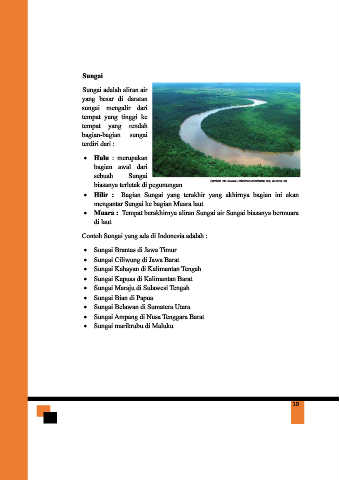 Sungai
Sungai adalah aliran air
yang besar di daratan
sungai mengalir dari
tempat yang tinggi ke
tempat yang rendah
bagian-bagian sungai
terdiri dari :
• Hulu : merupakan
bagian awal dari
sebuah Sungai
biasanya terletak di pegunungan
• Hilir : Bagian Sungai yang terakhir yang akhirnya bagian ini akan
mengantar Sungai ke bagian Muara laut
• Muara : Tempat berakhirnya aliran Sungai air Sungai biasanya bermuara
di laut
Contoh Sungai yang ada di Indonesia adalah :
• Sungai Brantas di Jawa Timur
• Sungai Ciliwung di Jawa Barat
• Sungai Kahayan di Kalimantan Tengah
• Sungai Kapuas di Kalimantan Barat
• Sungai Maraju di Sulawesi Tengah
• Sungai Bian di Papua
• Sungai Belawan di Sumatera Utara
• Sungai Ampang di Nusa Tenggara Barat
• Sungai marikrubu di Maluku